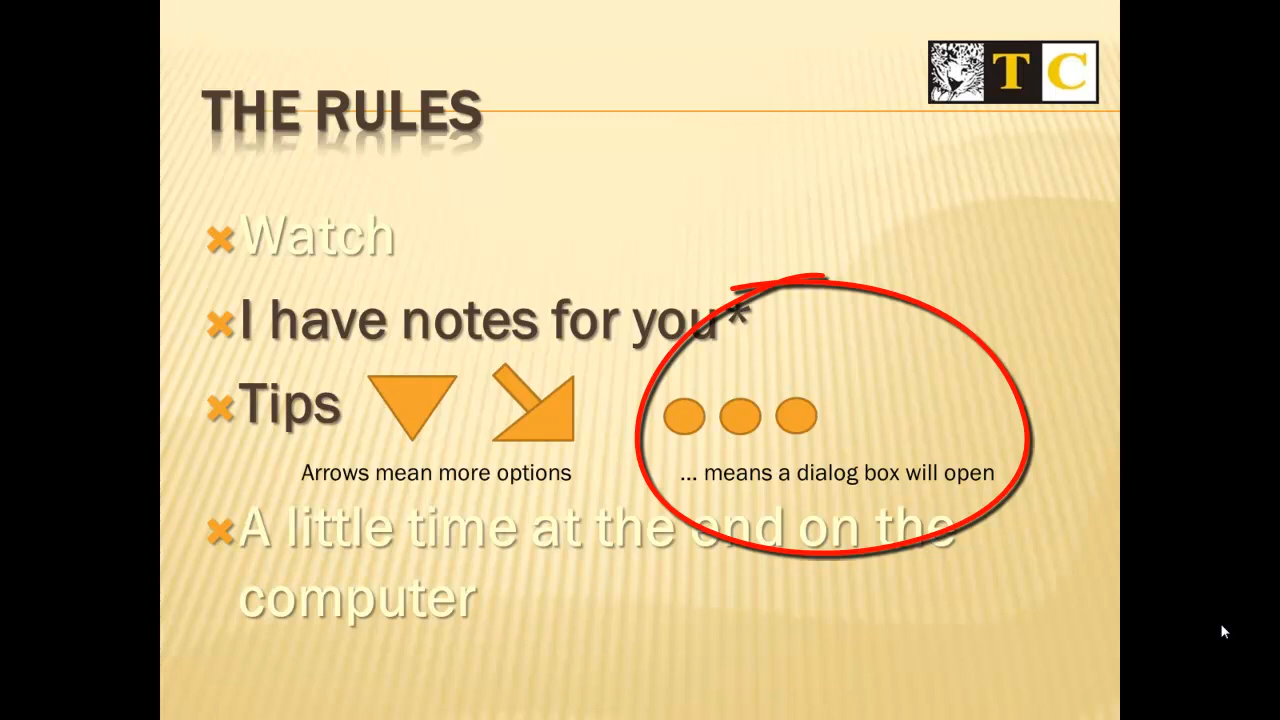 T C
THE RULES
Watch
I have notes for you*
Tips
Arrows mean more options
... means a dialog box will open
A little time at the end on the
computer